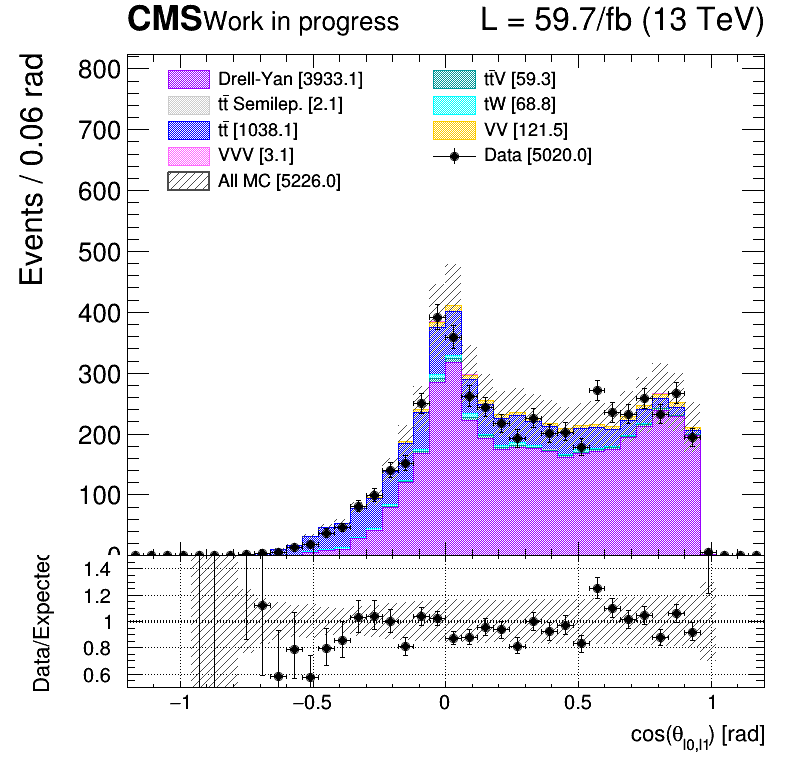 CMS Work in progress L = 59.7/fb (13 TeV)
Events / 0.06 rad
800
700
600
500
400
300
200
100
0
Drell-Yan [3933.1]
tt̄ Semilep. [2.1]
tt̄ [1038.1]
VVV [3.1]
All MC [5226.0]
tt̄V [59.3]
tW [68.8]
VV [121.5]
Data [5020.0]
Data/Expected
1.4
1.2
1
0.8
0.6
−1 −0.5 0 0.5 1
cos(θ_{l0,l1}) [rad]